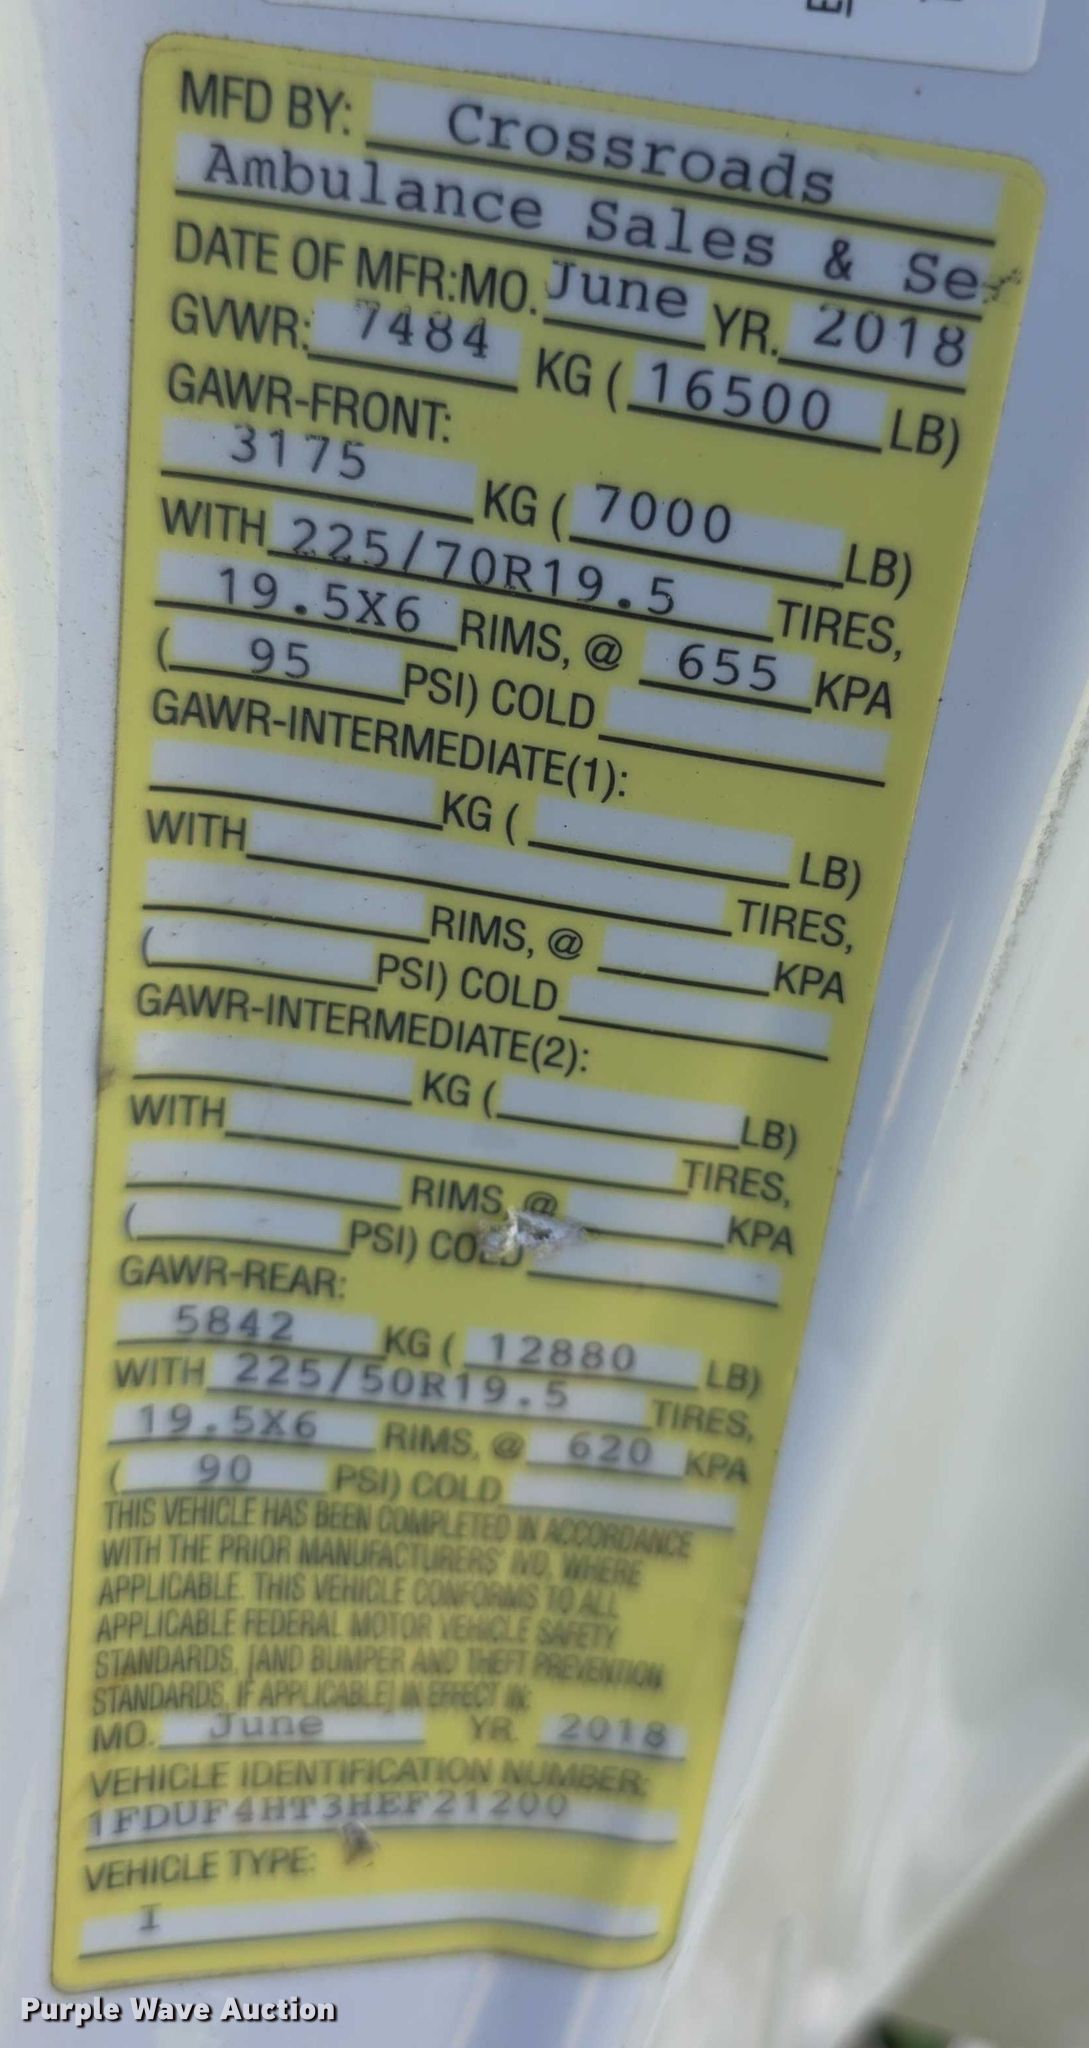 MFD BY: Crossroads
Ambulance Sales & Se
DATE OF MFR:MO. June YR. 2018
GVWR: 7484 KG ( 16500 LB)
GAWR-FRONT:
3175 KG ( 7000 LB)
WITH 225/70R19.5 TIRES,
19.5X6 RIMS, @ 655 KPA
( 95 PSI) COLD
GAWR-INTERMEDIATE(1):
KG ( LB)
WITH TIRES,
RIMS, @ KPA
( PSI) COLD
GAWR-INTERMEDIATE(2):
KG ( LB)
WITH TIRES,
RIMS, @ KPA
( PSI) COLD
GAWR-REAR:
5842 KG ( 12880 LB)
WITH 225/50R19.5 TIRES,
19.5X6 RIMS, @ 620 KPA
( 90 PSI) COLD
THIS VEHICLE HAS BEEN COMPLETED IN ACCORDANCE
WITH THE PRIOR MANUFACTURERS' IVD, WHERE
APPLICABLE. THIS VEHICLE CONFORMS TO ALL
APPLICABLE FEDERAL MOTOR VEHICLE SAFETY
STANDARDS, [AND BUMPER AND THEFT PREVENTION
STANDARDS, IF APPLICABLE] IN EFFECT IN:
MO. June YR. 2018
VEHICLE IDENTIFICATION NUMBER:
1FDUF4HT3HEF21200
VEHICLE TYPE:
I
Purple Wave Auction